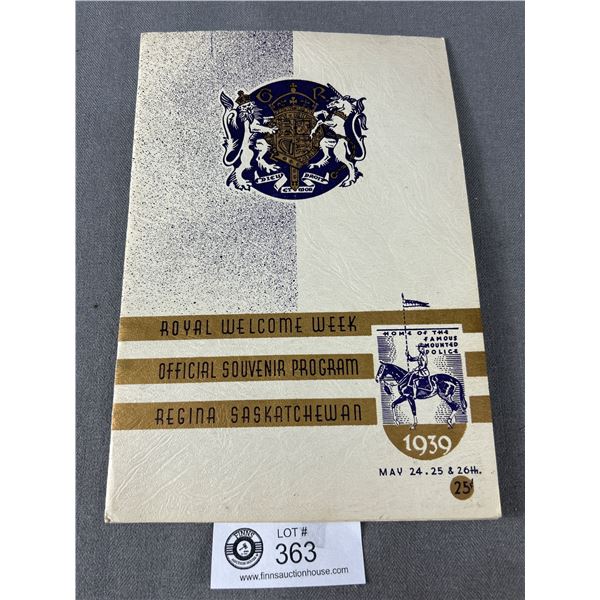 G R
DIEU ET MON DROIT
ROYAL WELCOME WEEK
OFFICIAL SOUVENIR PROGRAM
REGINA SASKATCHEWAN
HOME OF THE
FAMOUS
MOUNTED
POLICE
1939
MAY 24. 25 & 26th.
25¢
FINNS
LOT #
363
www.finnsauctionhouse.com